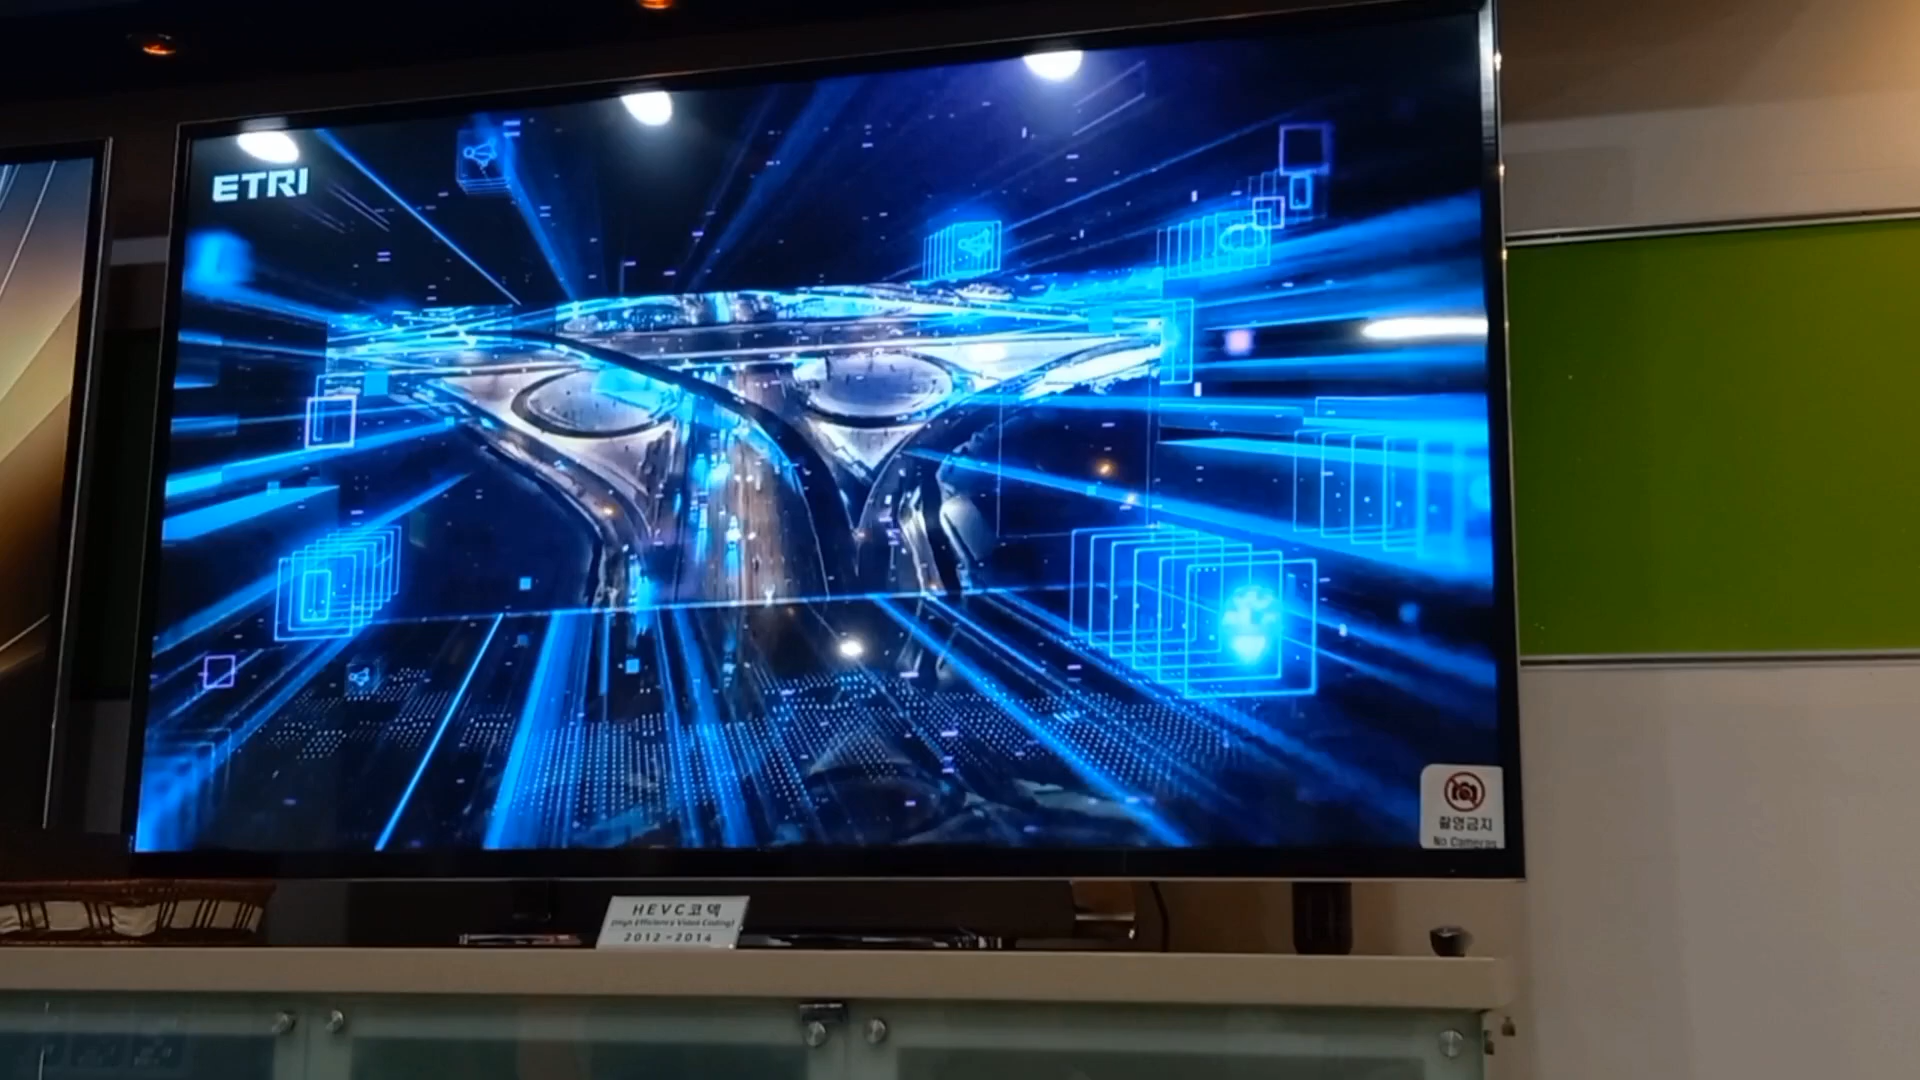 ETRI
촬영금지
No Cameras
HEVC코덱
(High Efficiency Video Coding)
2012-2014